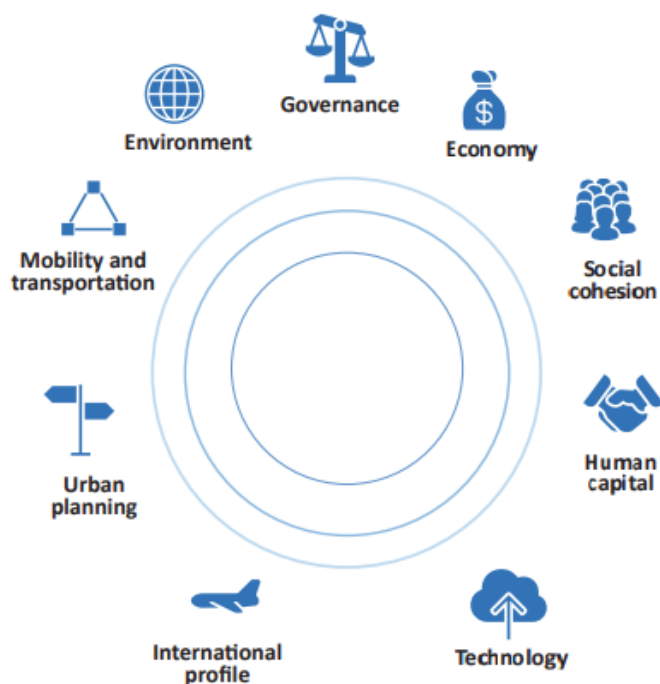 Governance
Environment
Economy
Mobility and
transportation
Social
cohesion
Urban
planning
Human
capital
International
profile
Technology
$